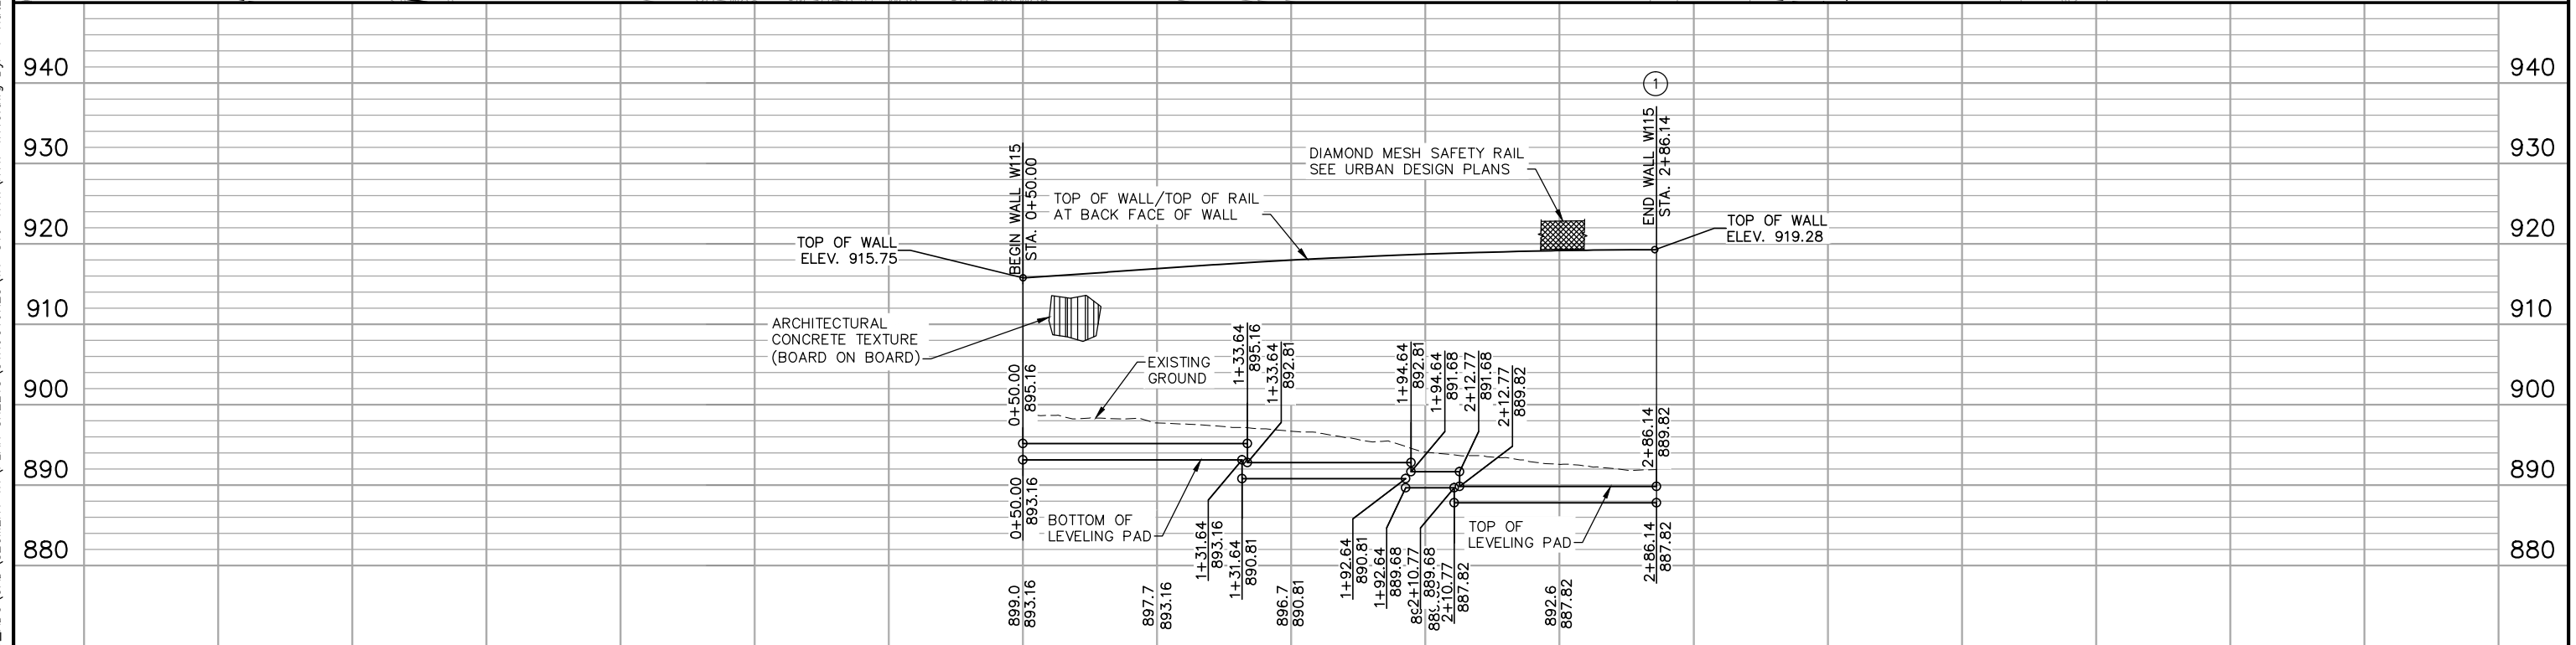 940
940
1
930
930
BEGIN WALL W115
STA. 0+50.00
END WALL W115
STA. 2+86.14
DIAMOND MESH SAFETY RAIL
SEE URBAN DESIGN PLANS
TOP OF WALL/TOP OF RAIL
AT BACK FACE OF WALL
920
920
TOP OF WALL
ELEV. 915.75
TOP OF WALL
ELEV. 919.28
910
910
ARCHITECTURAL
CONCRETE TEXTURE
(BOARD ON BOARD)
EXISTING
GROUND
900
900
0+50.00
895.16
1+33.64
895.16
1+33.64
892.81
1+94.64
892.81
1+94.64
891.68
2+12.77
891.68
2+12.77
889.82
2+86.14
889.82
890
890
0+50.00
893.16
BOTTOM OF
LEVELING PAD
1+31.64
893.16
1+31.64
890.81
1+92.64
890.81
1+92.64
889.68
2+10.77
889.68
2+10.77
887.82
TOP OF
LEVELING PAD
2+86.14
887.82
880
880
899.0
893.16
897.7
893.16
896.7
890.81
892.6
887.82